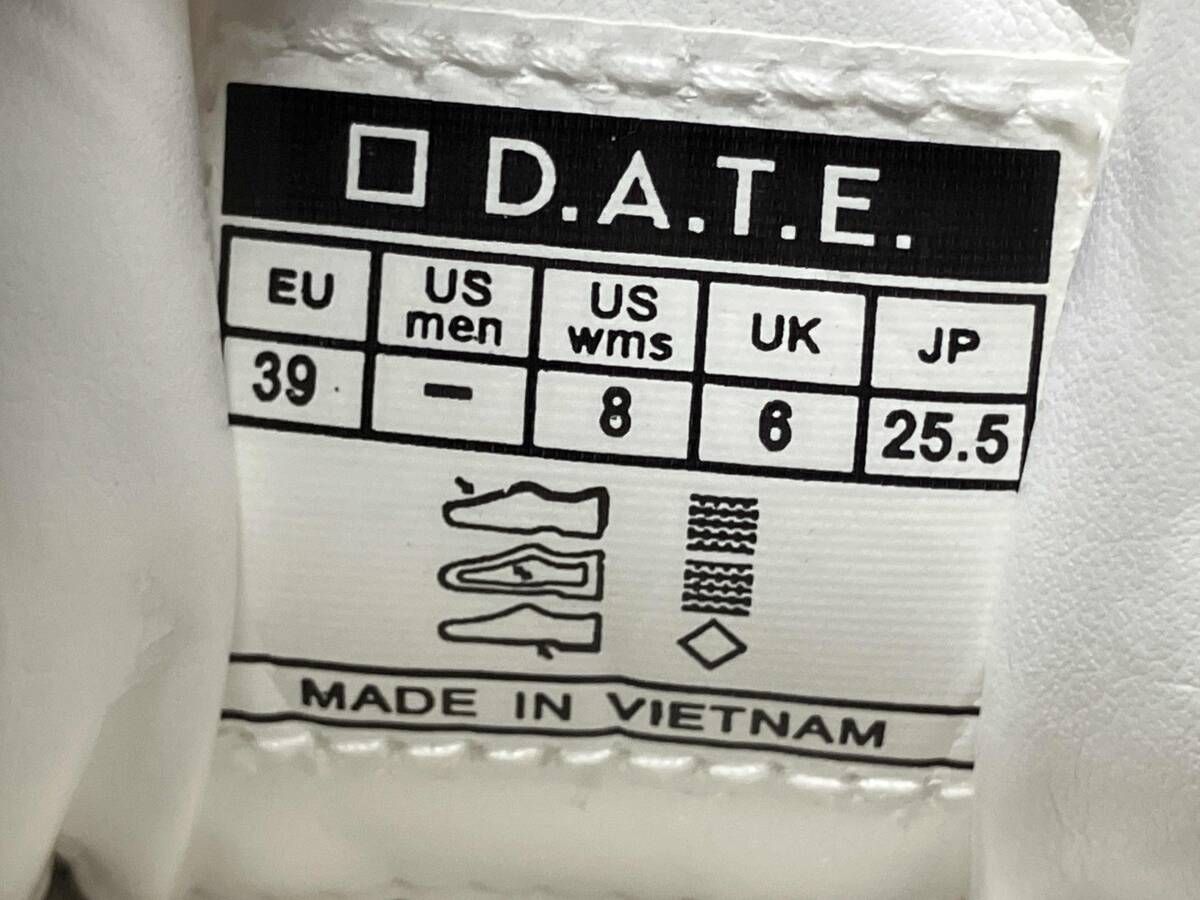 D.A.T.E.
EU US men US wms UK JP
39 - 8 6 25.5
MADE IN VIETNAM